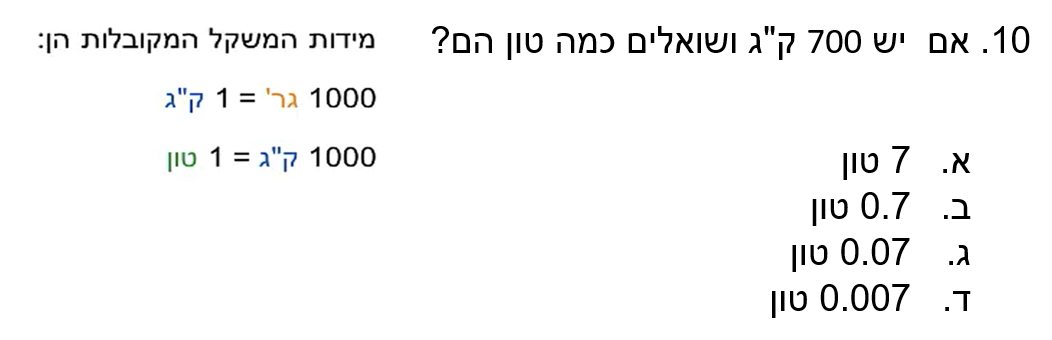 10. אם יש 700 ק"ג ושואלים כמה טון הם?
א. 7 טון
ב. 0.7 טון
ג. 0.07 טון
ד. 0.007 טון
מידות המשקל המקובלות הן:
1000 גר' = 1 ק"ג
1000 ק"ג = 1 טון